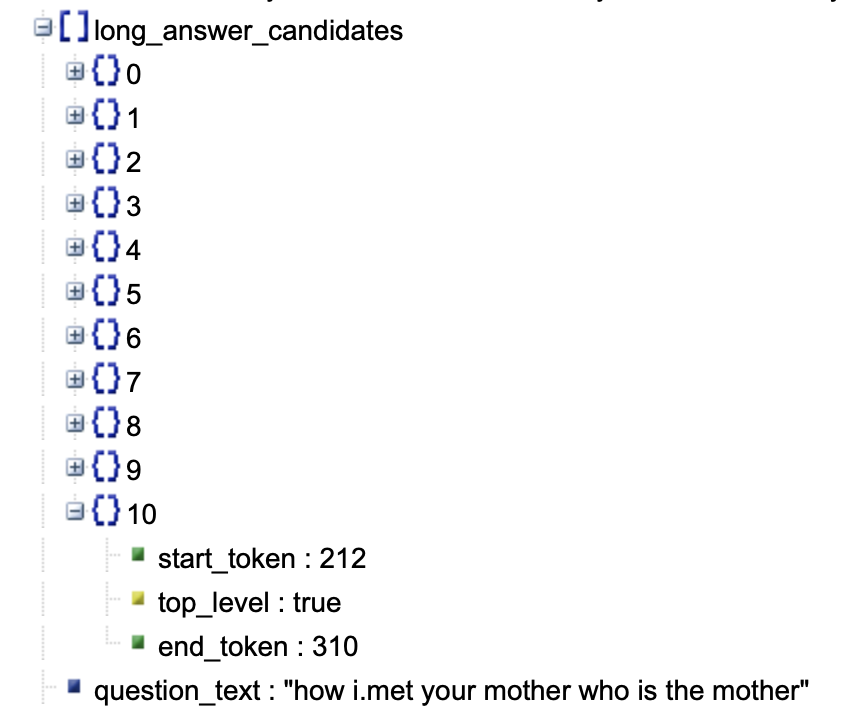 long_answer_candidates
0
1
2
3
4
5
6
7
8
9
10
start_token : 212
top_level : true
end_token : 310
question_text : "how i.met your mother who is the mother"